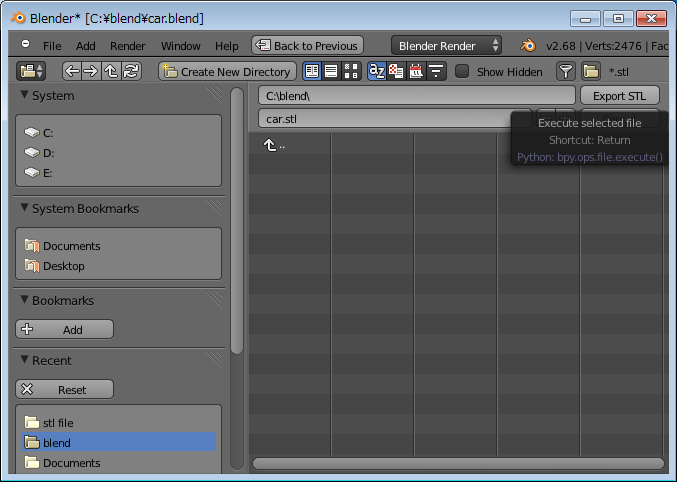 Blender* [C:¥blend¥car.blend]
File Add Render Window Help Back to Previous Blender Render v2.68 | Verts:2476 | Fac
Create New Directory Show Hidden *.stl
System
C:\blend\ Export STL
car.stl
Execute selected file
Shortcut: Return
Python: bpy.ops.file.execute()
..
C:
D:
E:
System Bookmarks
Documents
Desktop
Bookmarks
Add
Recent
Reset
stl file
blend
Documents